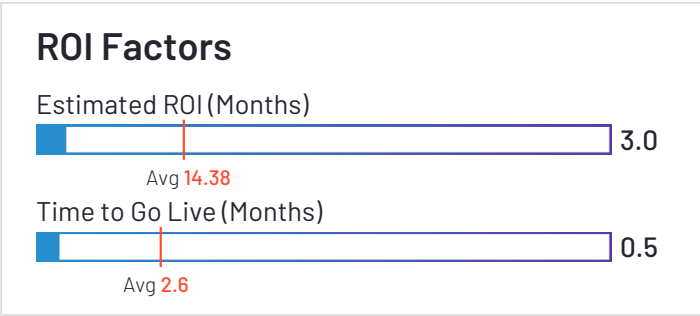 ROI Factors
Estimated ROI (Months)
3.0
Avg 14.38
Time to Go Live (Months)
0.5
Avg 2.6